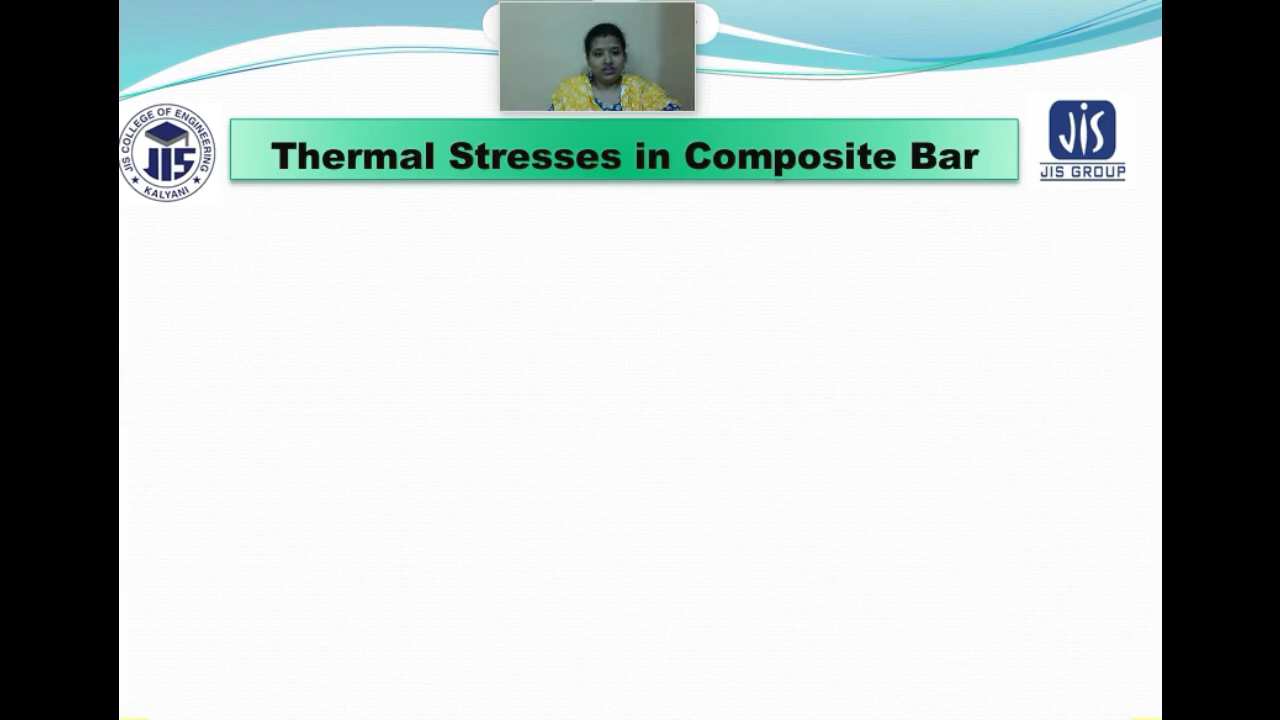 Thermal Stresses in Composite Bar
JIS COLLEGE OF ENGINEERING
JIS
KALYANI
JIS
JIS GROUP